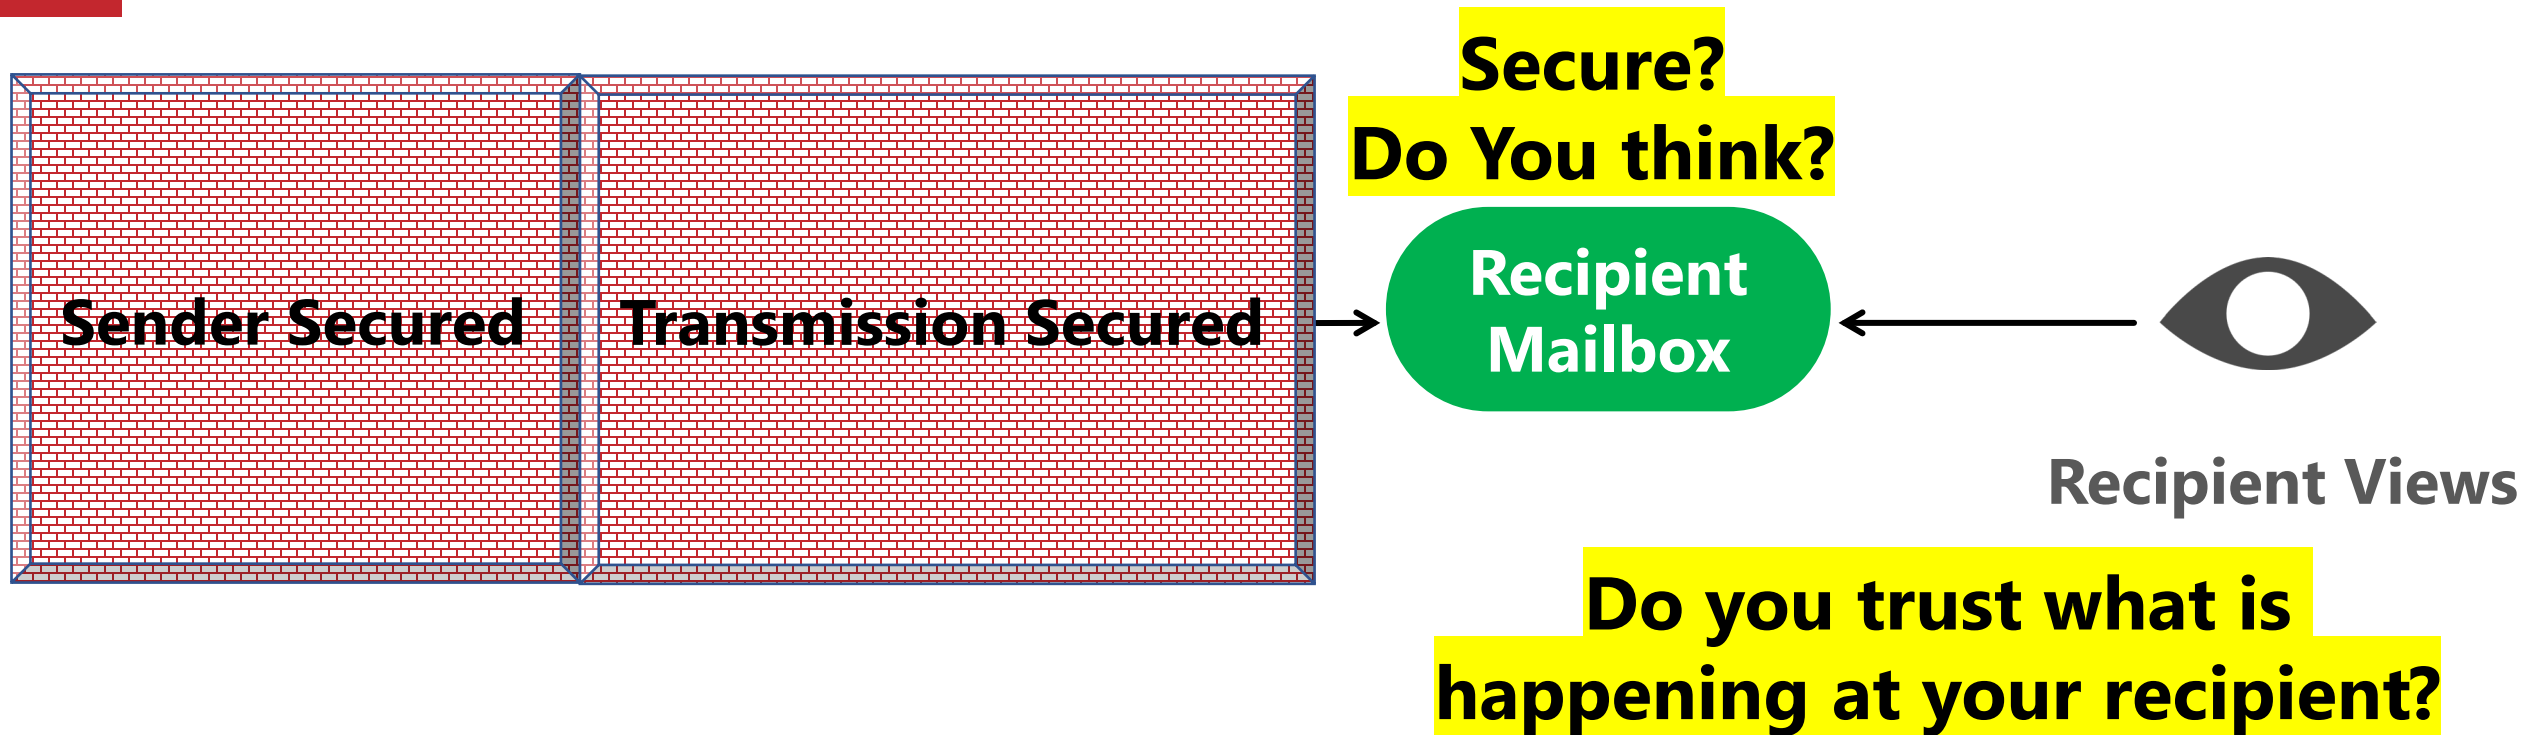 Secure?
Do You think?
Sender Secured
Transmission Secured
Recipient
Mailbox
Recipient Views
Do you trust what is
happening at your recipient?